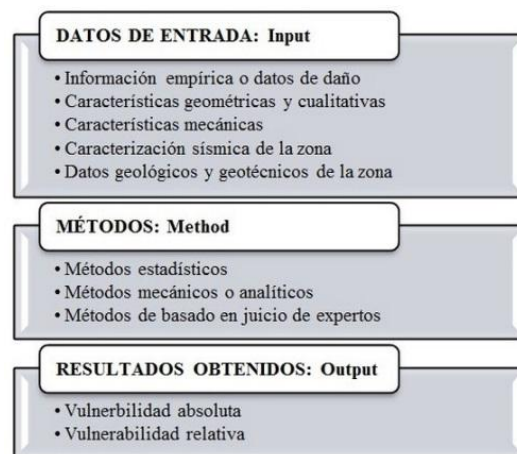 DATOS DE ENTRADA: Input
• Información empírica o datos de daño
• Características geométricas y cualitativas
• Características mecánicas
• Caracterización sísmica de la zona
• Datos geológicos y geotécnicos de la zona
MÉTODOS: Method
• Métodos estadísticos
• Métodos mecánicos o analíticos
• Métodos de basado en juicio de expertos
RESULTADOS OBTENIDOS: Output
• Vulnerbilidad absoluta
• Vulnerabilidad relativa